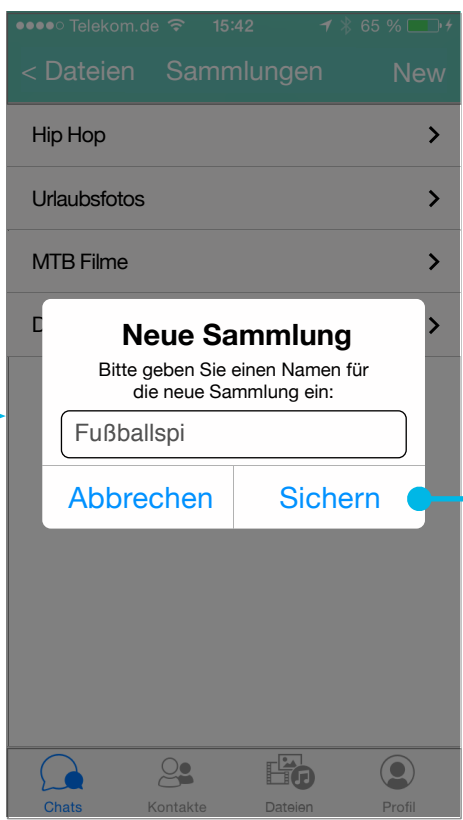 Telekom.de 15:42 65 %
< Dateien Sammlungen New
Hip Hop
Urlaubsfotos
MTB Filme
D
Neue Sammlung
Bitte geben Sie einen Namen für
die neue Sammlung ein:
Fußballspi
Abbrechen Sichern
Chats Kontakte Dateien Profil